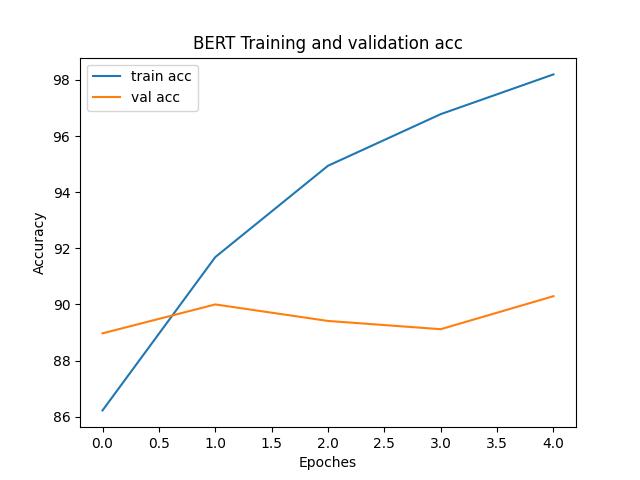 BERT Training and validation acc
train acc
val acc
98
96
94
92
90
88
86
Accuracy
0.0 0.5 1.0 1.5 2.0 2.5 3.0 3.5 4.0
Epoches